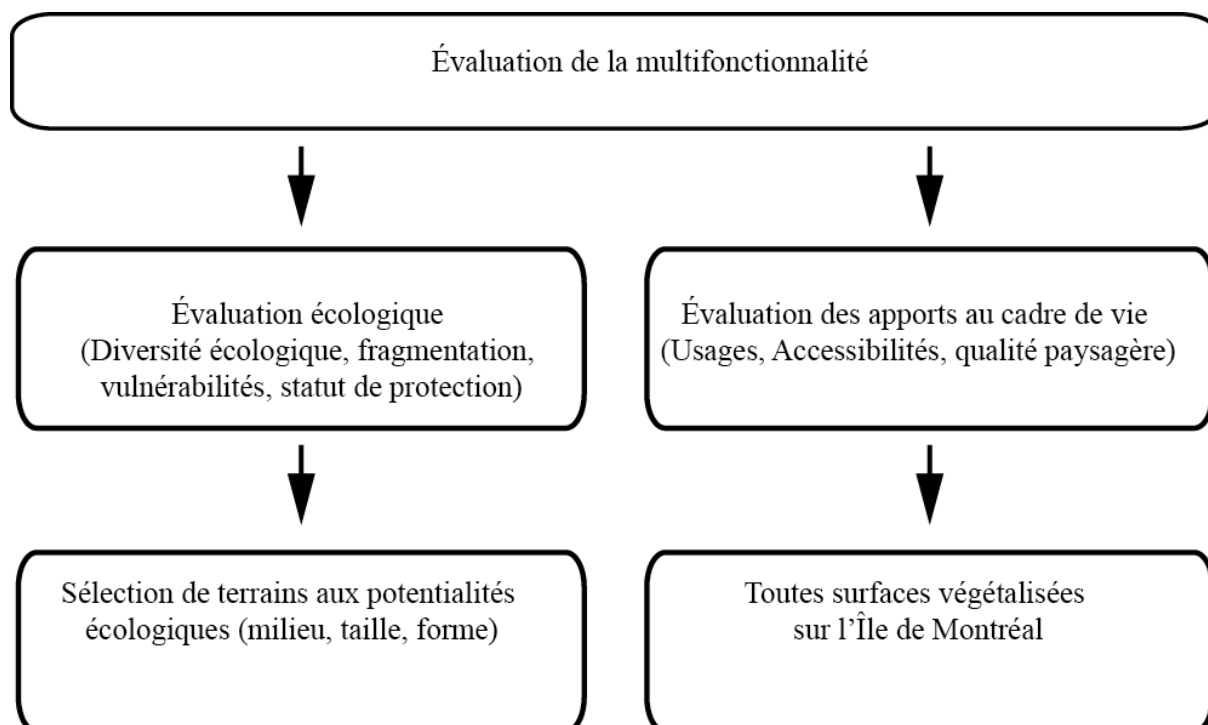 Évaluation de la multifonctionnalité
Évaluation écologique
(Diversité écologique, fragmentation,
vulnérabilités, statut de protection)
Évaluation des apports au cadre de vie
(Usages, Accessibilités, qualité paysagère)
Sélection de terrains aux potentialités
écologiques (milieu, taille, forme)
Toutes surfaces végétalisées
sur l’Île de Montréal